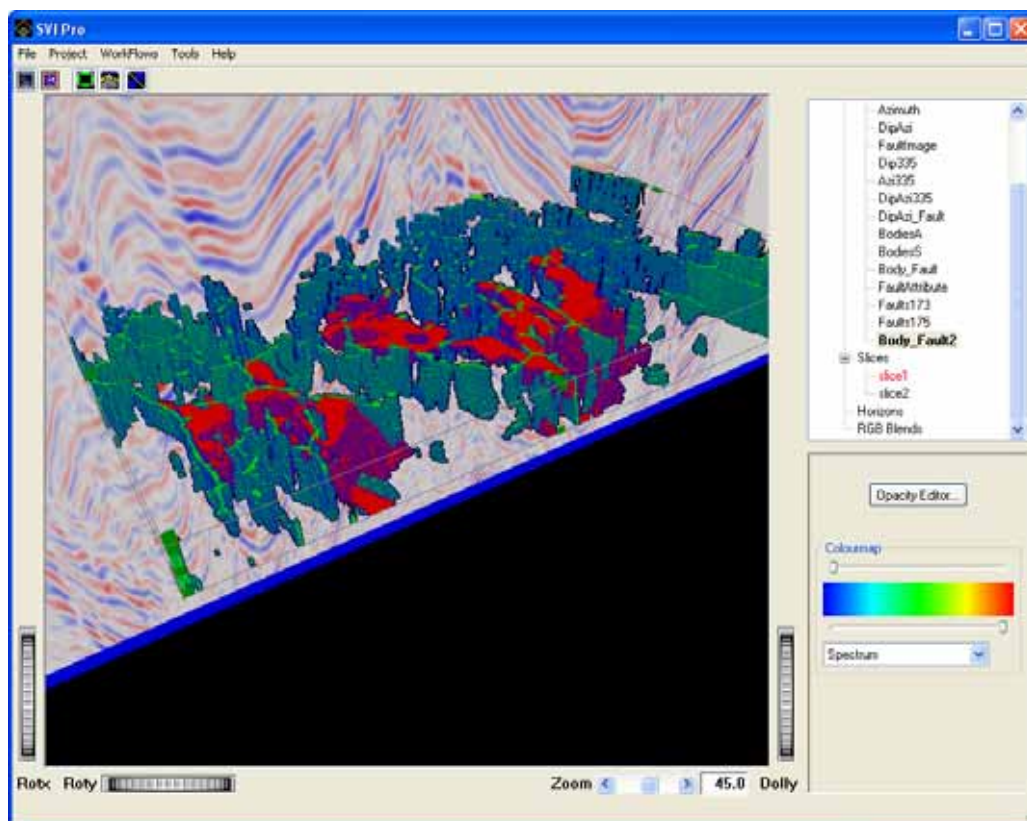 SVI Pro
File Project WorkFlows Tools Help
Azimuth
DipAzi
FaultImage
Dip335
Azi335
DipAzi335
DipAzi_Fault
BodiesA
BodiesS
Body_Fault
FaultAttribute
Faults173
Faults175
Body_Fault2
Slices
slice1
slice2
Horizons
RGB Blends
Opacity Editor...
Colourmap
Spectrum
Rotx Roty Zoom 45.0 Dolly